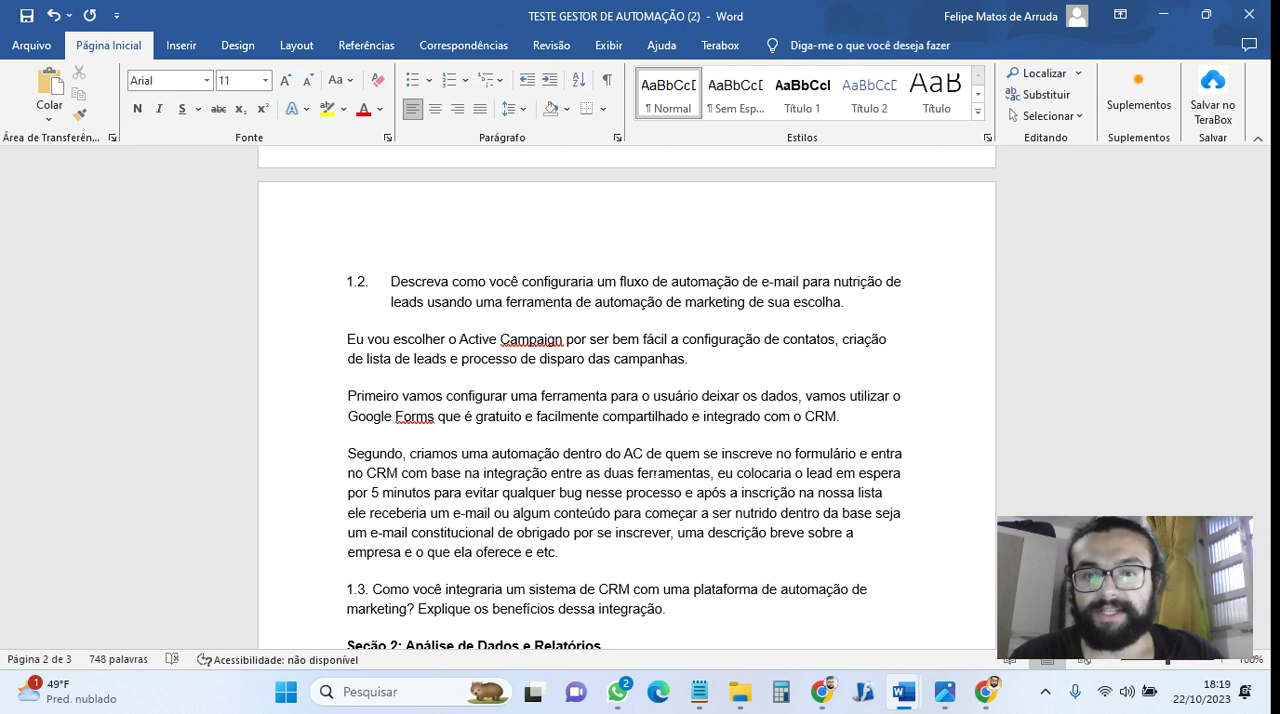 TESTE GESTOR DE AUTOMAÇÃO (2) - Word
Felipe Matos de Arruda
Arquivo
Página Inicial
Inserir
Design
Layout
Referências
Correspondências
Revisão
Exibir
Ajuda
Terabox
Diga-me o que você deseja fazer
Colar
Área de Transferên...
Arial
11
Aa
N I S abc x₂ x²
A
A
Fonte
Parágrafo
AaBbCcD
¶ Normal
AaBbCcD
¶ Sem Esp...
AaBbCcI
Título 1
AaBbCcD
Título 2
AaB
Título
Estilos
Localizar
Substituir
Selecionar
Editando
Suplementos
Suplementos
Salvar no
TeraBox
Salvar
1.2. Descreva como você configuraria um fluxo de automação de e-mail para nutrição de
leads usando uma ferramenta de automação de marketing de sua escolha.
Eu vou escolher o Active Campaign por ser bem fácil a configuração de contatos, criação
de lista de leads e processo de disparo das campanhas.
Primeiro vamos configurar uma ferramenta para o usuário deixar os dados, vamos utilizar o
Google Forms que é gratuito e facilmente compartilhado e integrado com o CRM.
Segundo, criamos uma automação dentro do AC de quem se inscreve no formulário e entra
no CRM com base na integração entre as duas ferramentas, eu colocaria o lead em espera
por 5 minutos para evitar qualquer bug nesse processo e após a inscrição na nossa lista
ele receberia um e-mail ou algum conteúdo para começar a ser nutrido dentro da base seja
um e-mail constitucional de obrigado por se inscrever, uma descrição breve sobre a
empresa e o que ela oferece e etc.
1.3. Como você integraria um sistema de CRM com uma plataforma de automação de
marketing? Explique os benefícios dessa integração.
Seção 2: Análise de Dados e Relatórios
Página 2 de 3
748 palavras
Acessibilidade: não disponível
100%
1
49°F
Pred. nublado
Pesquisar
2
18:19
22/10/2023